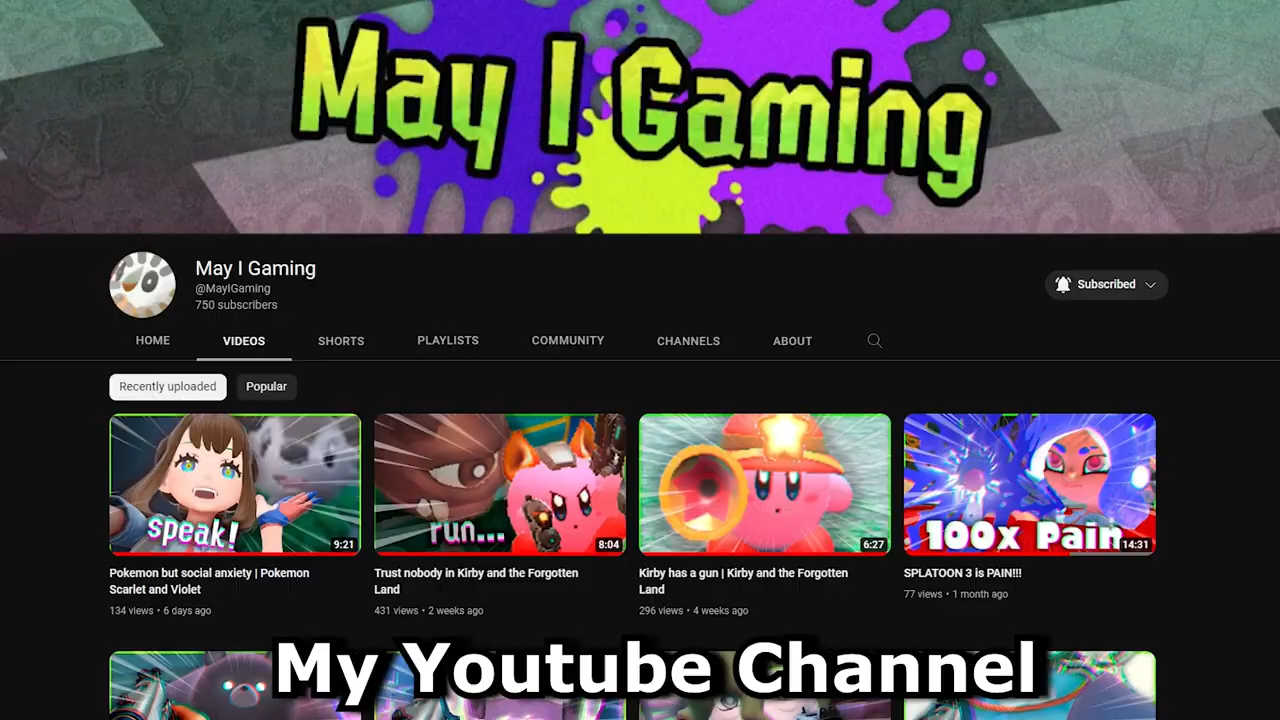 May I Gaming
May I Gaming
@MayIGaming
750 subscribers
Subscribed
HOME VIDEOS SHORTS PLAYLISTS COMMUNITY CHANNELS ABOUT
Recently uploaded Popular
speak!
9:21
run...
8:04
6:27
100x Pain
14:31
Pokemon but social anxiety | Pokemon
Scarlet and Violet
134 views • 6 days ago
Trust nobody in Kirby and the Forgotten
Land
431 views • 2 weeks ago
Kirby has a gun | Kirby and the Forgotten
Land
296 views • 4 weeks ago
SPLATOON 3 is PAIN!!!
77 views • 1 month ago
My Youtube Channel